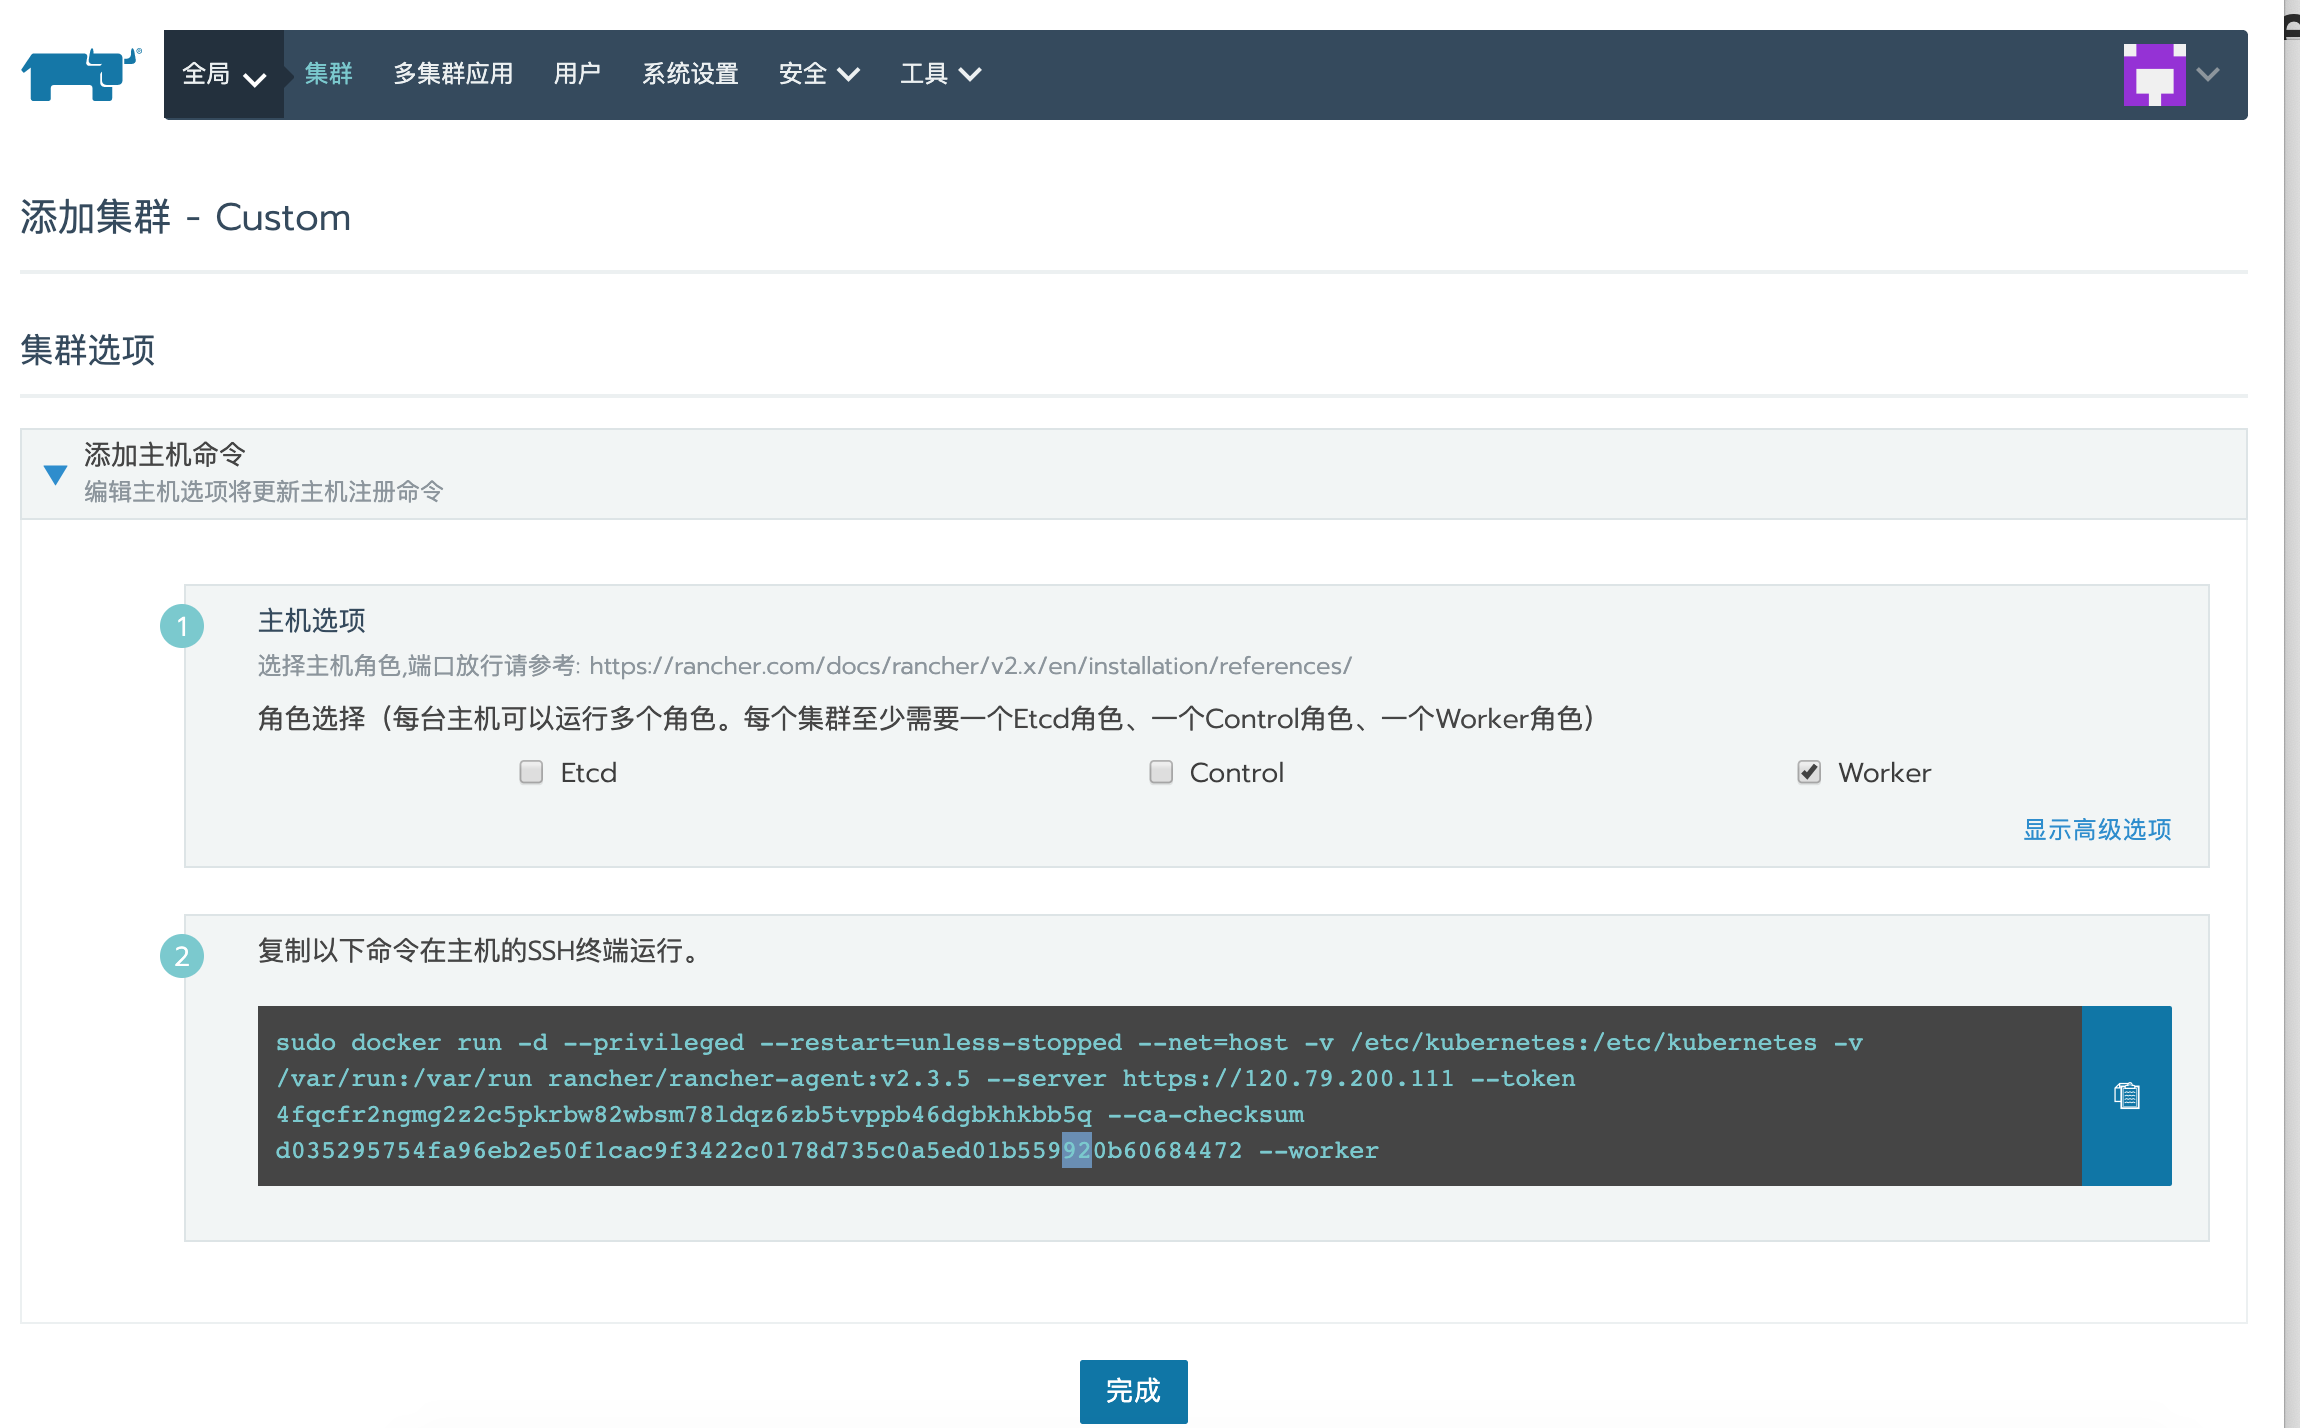 全局 集群 多集群应用 用户 系统设置 安全 工具
添加集群 - Custom
集群选项
添加主机命令
编辑主机选项将更新主机注册命令
1 主机选项
选择主机角色,端口放行请参考: https://rancher.com/docs/rancher/v2.x/en/installation/references/
角色选择（每台主机可以运行多个角色。每个集群至少需要一个Etcd角色、一个Control角色、一个Worker角色）
Etcd Control Worker
显示高级选项
2 复制以下命令在主机的SSH终端运行。
sudo docker run -d --privileged --restart=unless-stopped --net=host -v /etc/kubernetes:/etc/kubernetes -v
/var/run:/var/run rancher/rancher-agent:v2.3.5 --server https://120.79.200.111 --token
4fqcfr2ngmg2z2c5pkrbw82wbsm78ldqz6zb5tvppb46dgbkhkbb5q --ca-checksum
d035295754fa96eb2e50f1cac9f3422c0178d735c0a5ed01b559920b60684472 --worker
完成